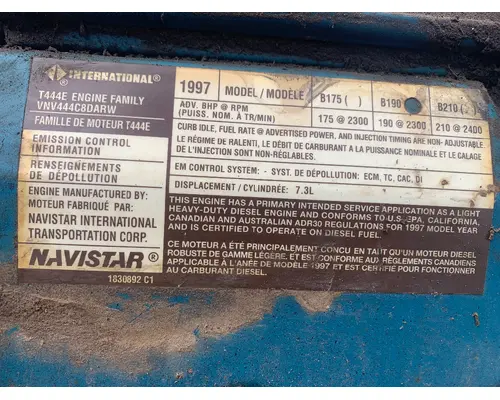 INTERNATIONAL®
T444E ENGINE FAMILY
VNV444C8DARW
FAMILLE DE MOTEUR T444E
EMISSION CONTROL
INFORMATION
RENSEIGNEMENTS
DE DÉPOLLUTION
ENGINE MANUFACTURED BY:
MOTEUR FABRIQUÉ PAR:
NAVISTAR INTERNATIONAL
TRANSPORTATION CORP.
NAVISTAR®
1830892 C1
1997 MODEL / MODÈLE B175 ( ) B190 B210 ( )
ADV. BHP @ RPM
(PUISS. NOM. À TR/MIN) 175 @ 2300 190 @ 2300 210 @ 2400
CURB IDLE, FUEL RATE @ ADVERTISED POWER, AND INJECTION TIMING ARE NON-ADJUSTABLE.
LE RÉGIME DE RALENTI, LE DÉBIT DE CARBURANT À LA PUISSANCE NOMINALE ET LE CALAGE
DE L'INJECTION SONT NON-RÉGLABLES.
EM CONTROL SYSTEM: - SYST. DE DÉPOLLUTION: ECM, TC, CAC, DI
DISPLACEMENT / CYLINDRÉE: 7.3L
THIS ENGINE HAS A PRIMARY INTENDED SERVICE APPLICATION AS A LIGHT
HEAVY-DUTY DIESEL ENGINE AND CONFORMS TO U.S. EPA, CALIFORNIA
CANADIAN AND AUSTRALIAN ADR30 REGULATIONS FOR 1997 MODEL YEAR
AND IS CERTIFIED TO OPERATE ON DIESEL FUEL.
CE MOTEUR A ÉTÉ PRINCIPALEMENT CONÇU EN TANT QU'UN MOTEUR DIESEL
ROBUSTE DE GAMME LÉGÈRE. IL EST CONFORME AUX RÈGLEMENTS CANADIENS
APPLICABLE À L'ANÉE DE MODÈLE 1997 ET EST CERTIFIÉ POUR FONCTIONNER
AU CARBURANT DIESEL.